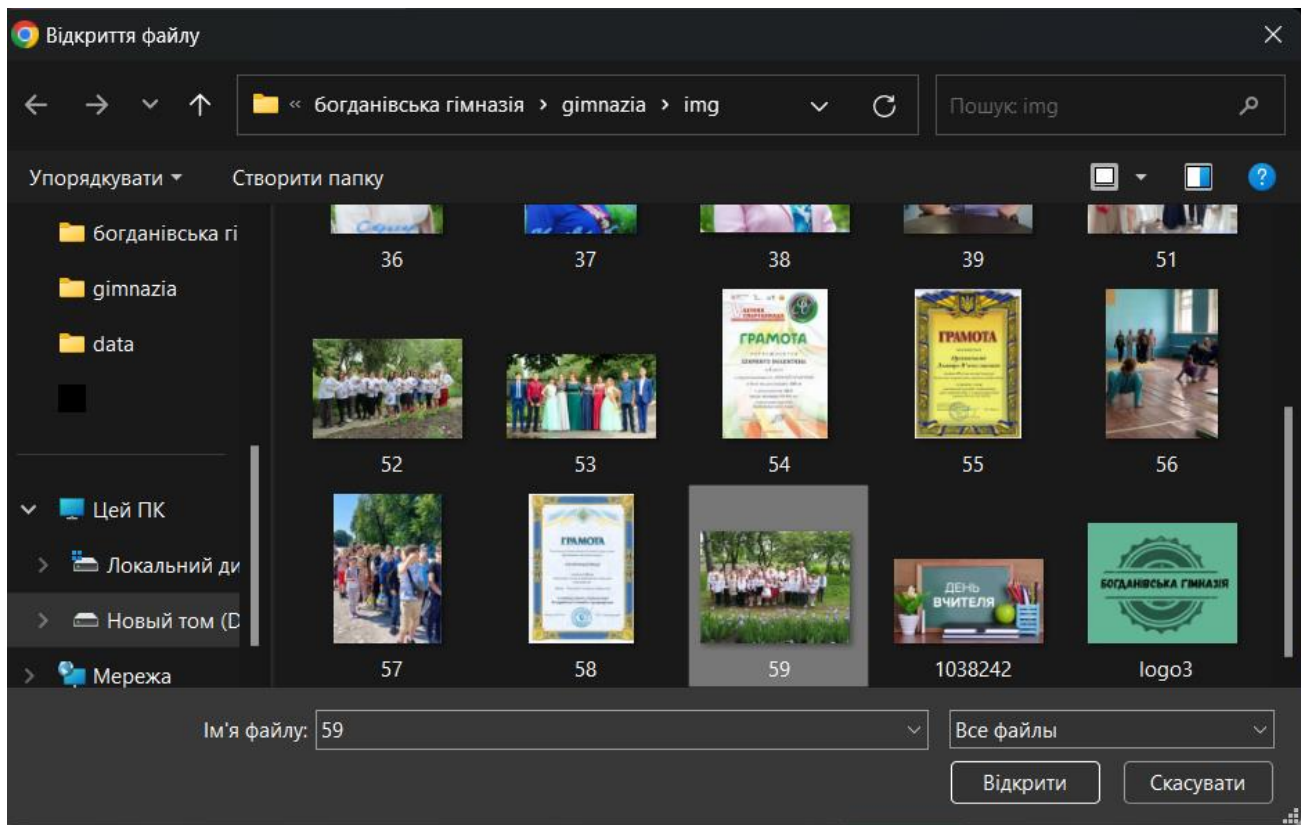 Відкриття файлу
« богданівська гімназія › gimnazia › img
Пошук: img
Упорядкувати
Створити папку
богданівська гі
gimnazia
data
Цей ПК
Локальний ди
Новый том (D
Мережа
36
37
38
39
51
ГРАМОТА
ГРАМОТА
52
53
54
55
56
ГРАМОТА
ДЕНЬ
ВЧИТЕЛЯ
БОГДАНІВСЬКА ГІМНАЗІЯ
57
58
59
1038242
logo3
Ім'я файлу: 59
Все файлы
Відкрити
Скасувати